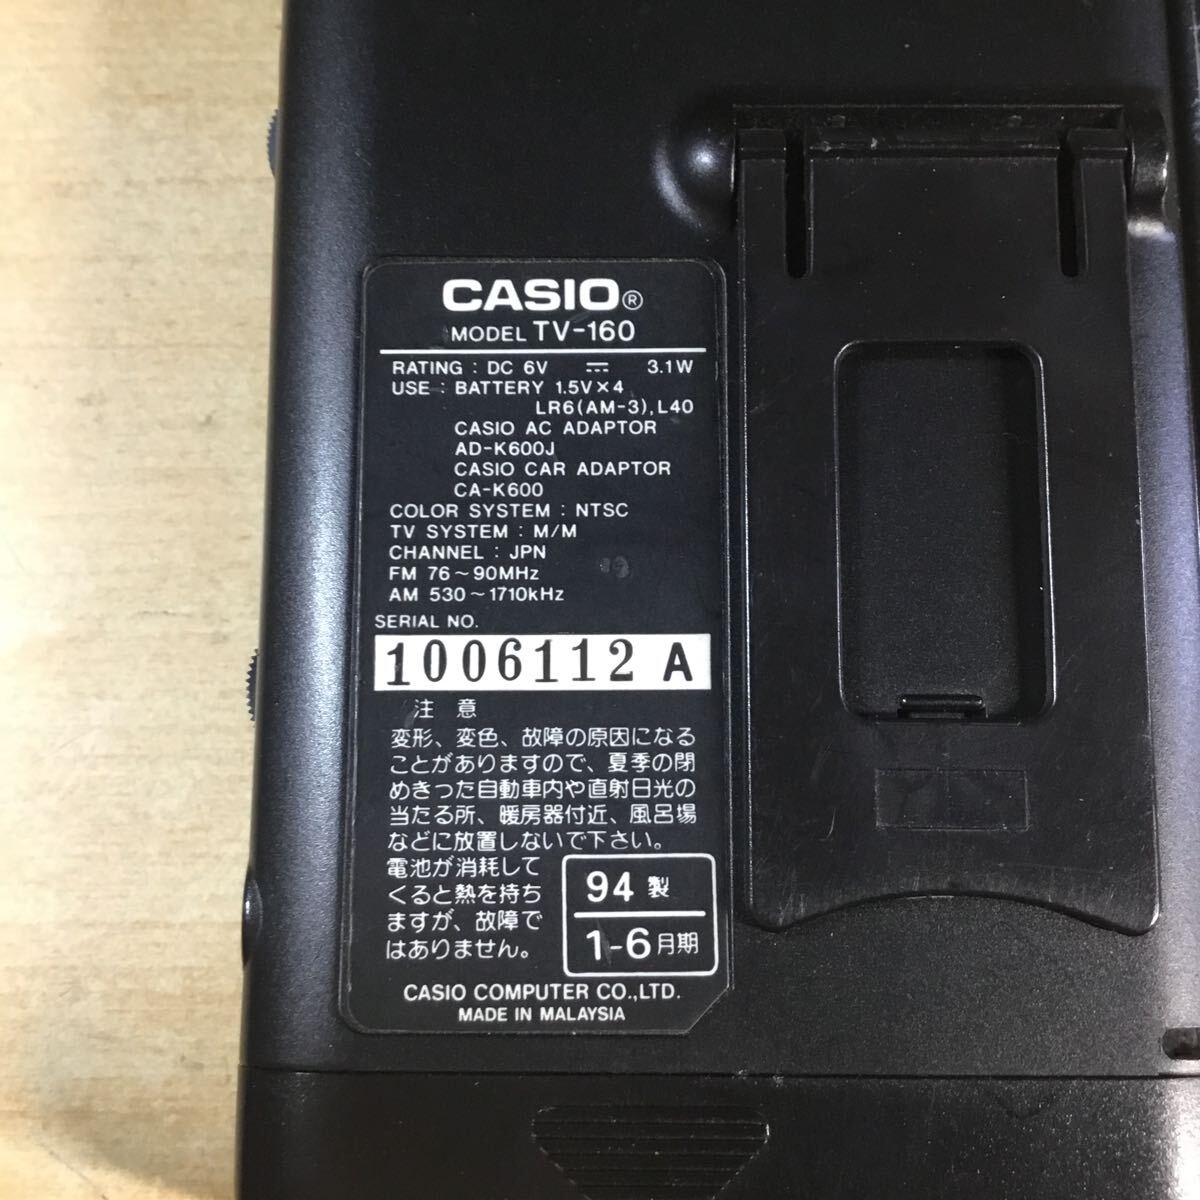 CASIO®
MODEL TV-160
RATING : DC 6V ⎓ 3.1W
USE : BATTERY 1.5V×4
LR6(AM-3), L40
CASIO AC ADAPTOR
AD-K600J
CASIO CAR ADAPTOR
CA-K600
COLOR SYSTEM : NTSC
TV SYSTEM : M/M
CHANNEL : JPN
FM 76~90MHz
AM 530~1710kHz
SERIAL NO.
1006112 A
注 意
変形、変色、故障の原因になる
ことがありますので、夏季の閉
めきった自動車内や直射日光の
当たる所、暖房器付近、風呂場
などに放置しないで下さい。
電池が消耗して
くると熱を持ち
ますが、故障で
はありません。
94 製
1-6 月期
CASIO COMPUTER CO.,LTD.
MADE IN MALAYSIA